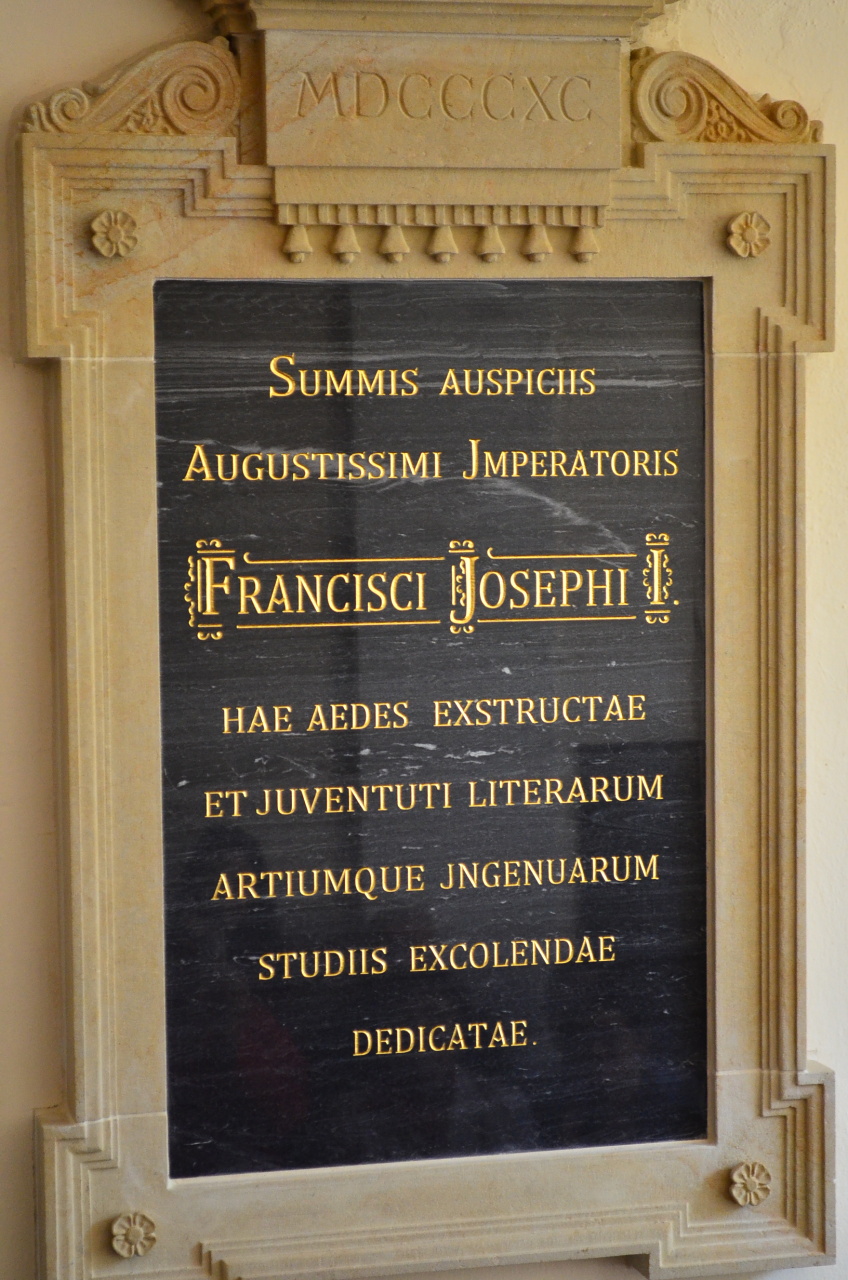 MDCCCXC
SUMMIS AUSPICIIS
AUGUSTISSIMI JMPERATORIS
FRANCISCI JOSEPHI I.
HAE AEDES EXSTRUCTAE
ET JUVENTUTI LITERARUM
ARTIUMQUE JNGENUARUM
STUDIIS EXCOLENDAE
DEDICATAE.